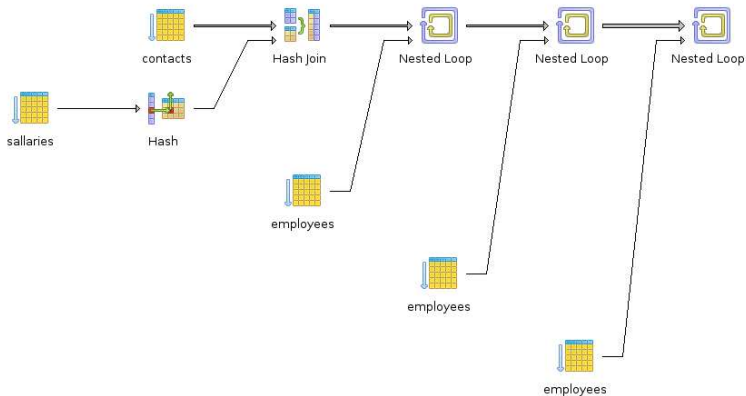 contacts
Hash Join
Nested Loop
Nested Loop
Nested Loop
sallaries
Hash
employees
employees
employees